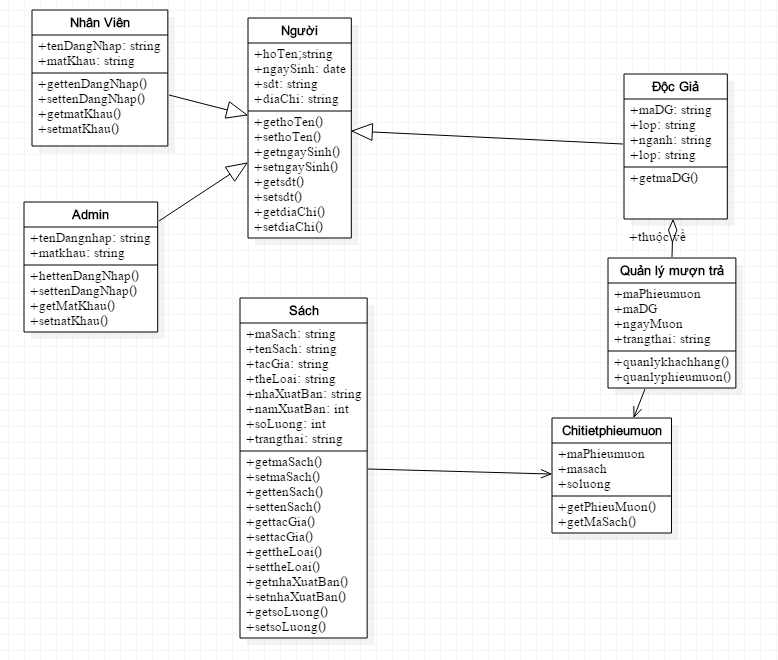 Nhân Viên
+tenDangNhap: string
+matKhau: string
+gettenDangNhap()
+settenDangNhap()
+getmatKhau()
+setmatKhau()
Người
+hoTen;string
+ngaySinh: date
+sdt: string
+diaChi: string
+gethoTen()
+sethoTen()
+getngaySinh()
+setngaySinh()
+getsdt()
+setsdt()
+getdiaChi()
+setdiaChi()
Độc Giả
+maDG: string
+lop: string
+nganh: string
+lop: string
+getmaDG()
+thuộc về
Admin
+tenDangnhap: string
+matkhau: string
+hettenDangNhap()
+settenDangNhap()
+getMatKhau()
+setnatKhau()
Quản lý mượn trả
+maPhieumuon
+maDG
+ngayMuon
+trangthai: string
+quanlykhachhang()
+quanlyphieumuon()
Sách
+maSach: string
+tenSach: string
+tacGia: string
+theLoai: string
+nhaXuatBan: string
+namXuatBan: int
+soLuong: int
+trangthai: string
+getmaSach()
+setmaSach()
+gettenSach()
+settenSach()
+gettacGia()
+settacGia()
+gettheLoai()
+settheLoai()
+getnhaXuatBan()
+setnhaXuatBan()
+getsoLuong()
+setsoLuong()
Chitietphieumuon
+maPhieumuon
+masach
+soluong
+getPhieuMuon()
+getMaSach()